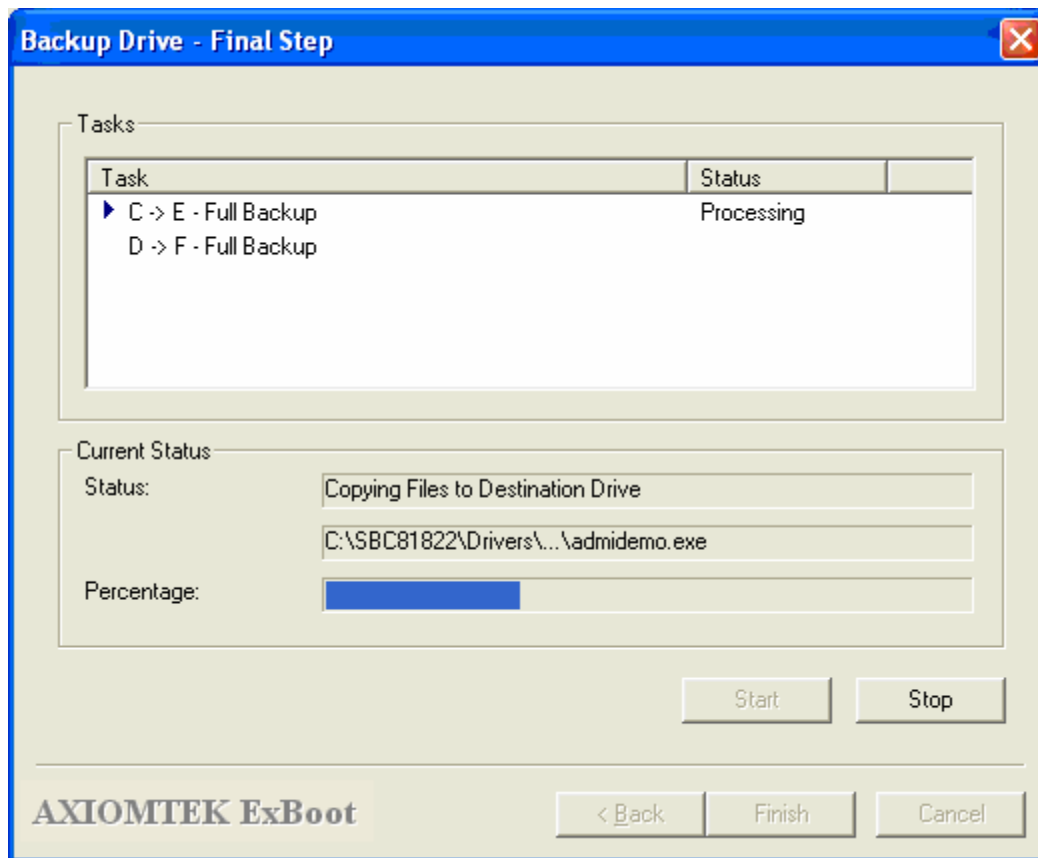 Backup Drive - Final Step
Tasks
Task Status
C -> E - Full Backup Processing
D -> F - Full Backup
Current Status
Status: Copying Files to Destination Drive
C:\SBC81822\Drivers\...\admidemo.exe
Percentage:
Start Stop
AXIOMTEK ExBoot < Back Finish Cancel